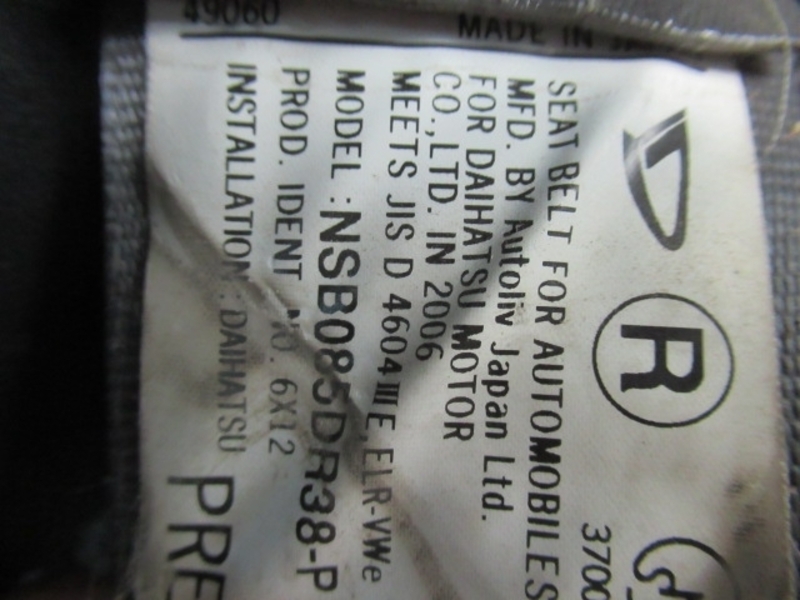 49060
MADE IN
R
3700
SEAT BELT FOR AUTOMOBILES
MFD. BY Autoliv Japan Ltd.
FOR DAIHATSU MOTOR
CO.,LTD. IN 2006
MEETS JIS D 4604 III E, ELR-VWe
MODEL : NSB085DR38-P
PROD. IDENT NO. 6X12
INSTALLATION : DAIHATSU
PRE